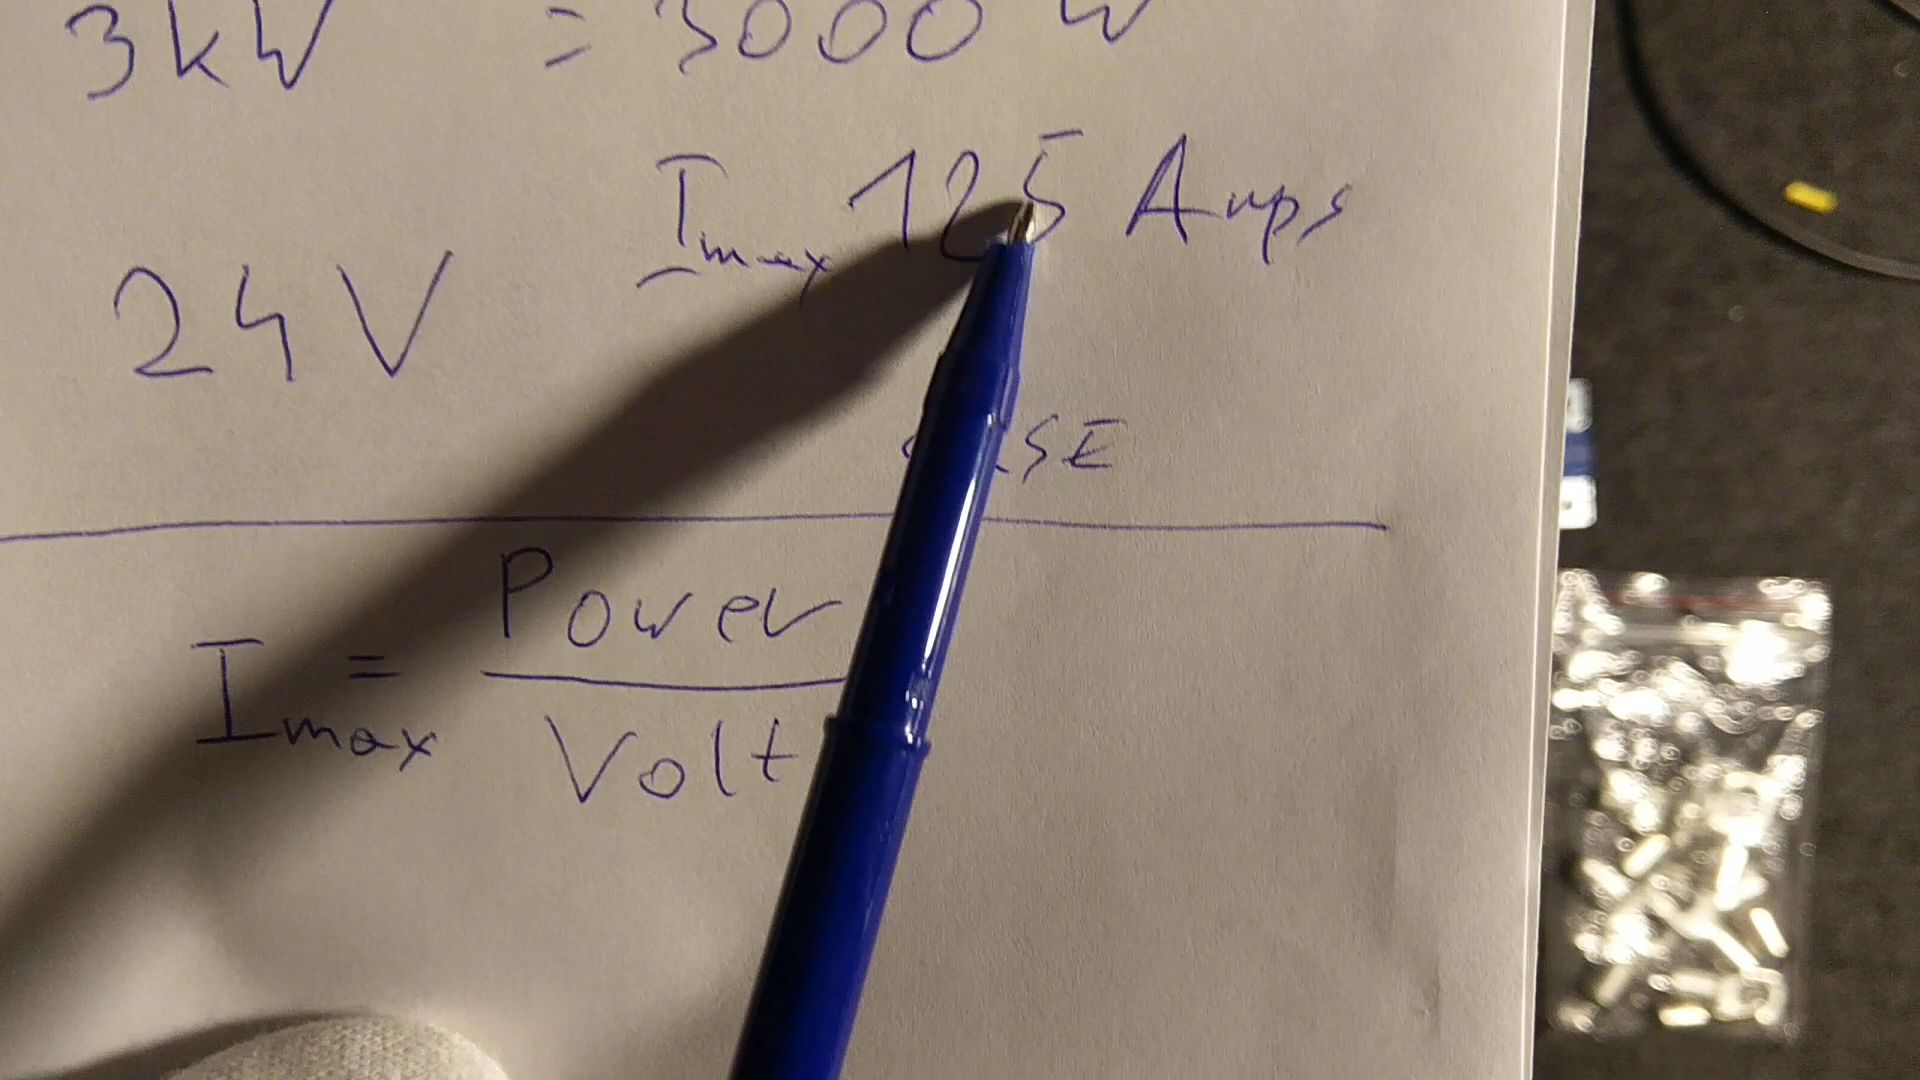 3kW = 3000 W
Imax 125 Amps
24V
Imax = Power
Volt